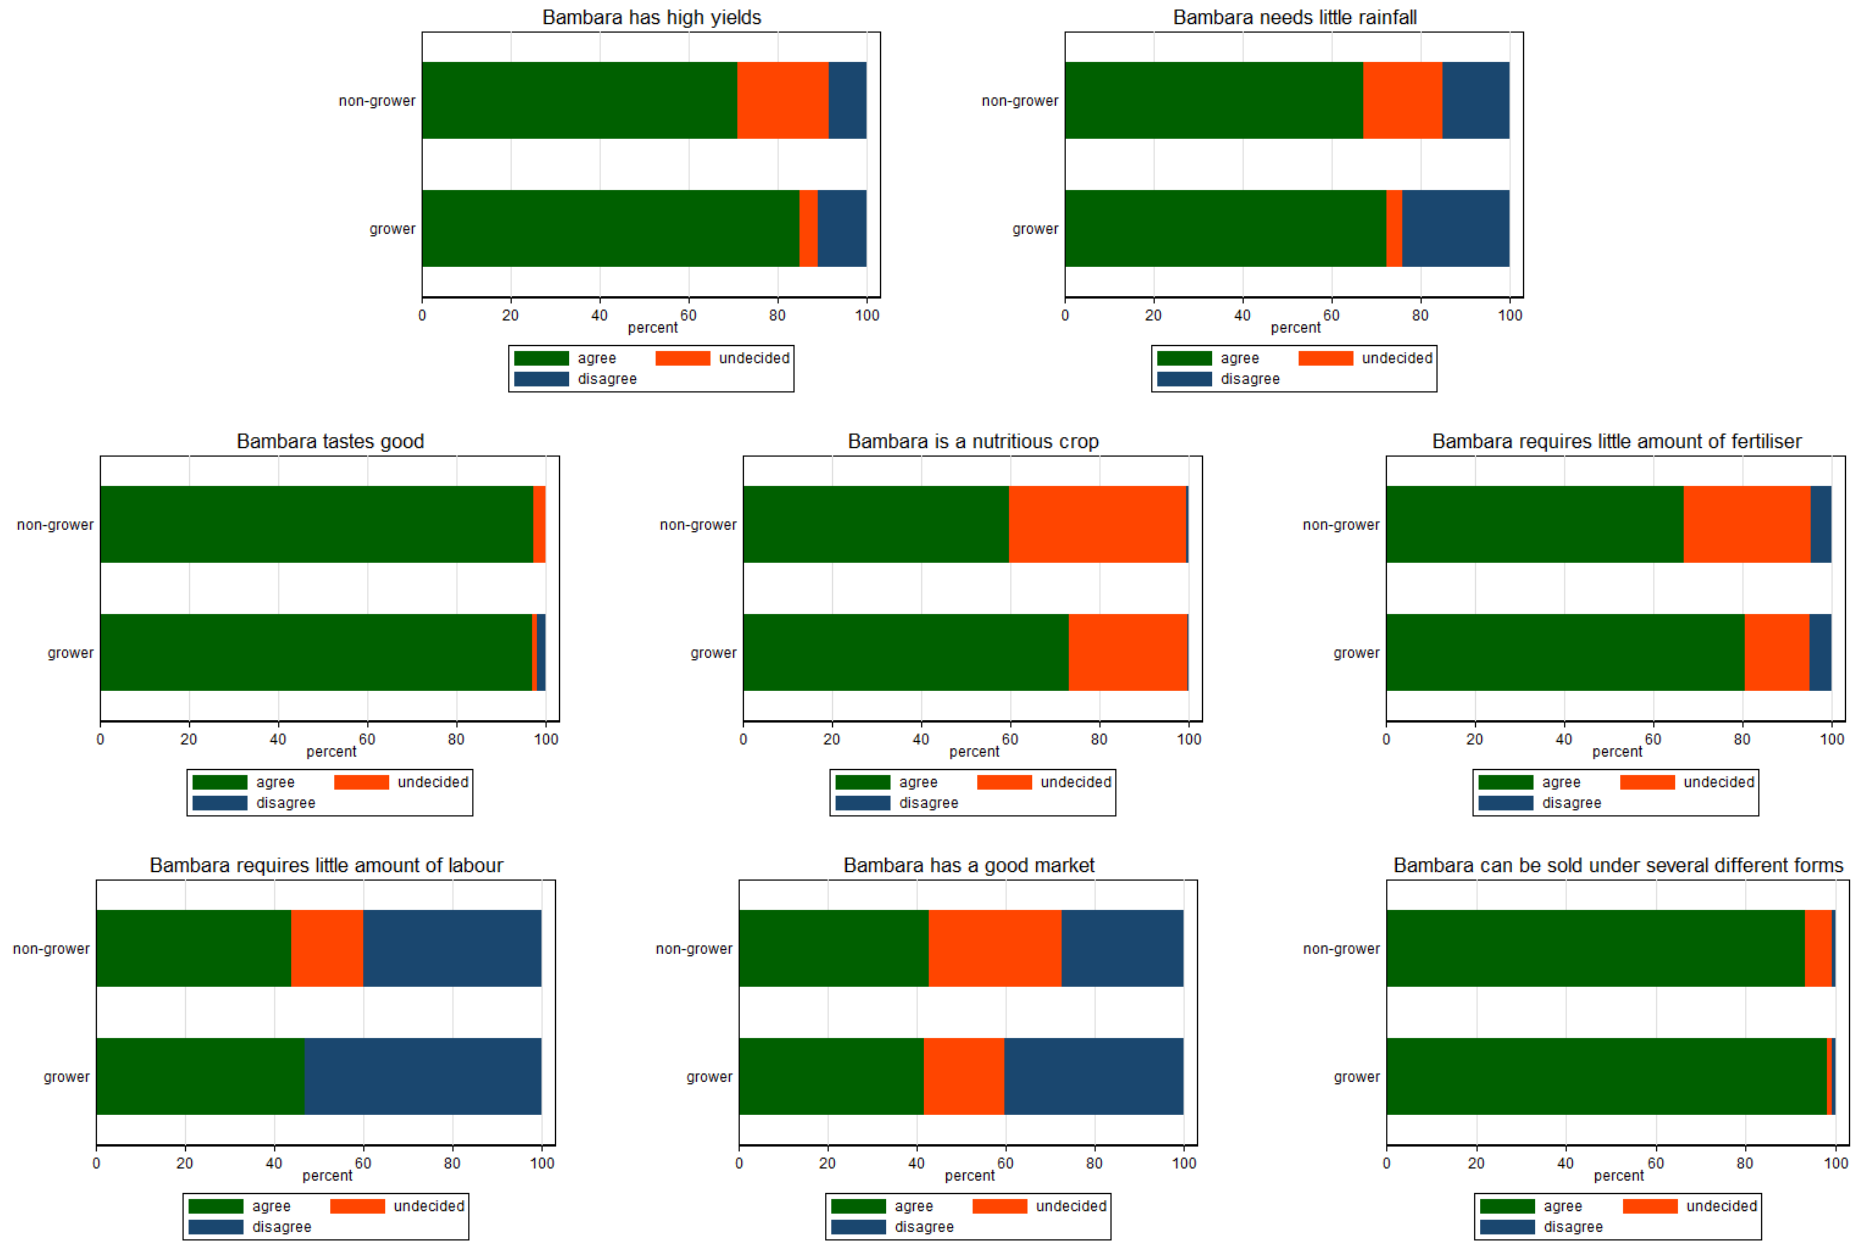 Bambara has high yields
non-grower
grower
0 20 40 60 80 100
percent
agree undecided
disagree
Bambara needs little rainfall
non-grower
grower
0 20 40 60 80 100
percent
agree undecided
disagree
Bambara tastes good
non-grower
grower
0 20 40 60 80 100
percent
agree undecided
disagree
Bambara is a nutritious crop
non-grower
grower
0 20 40 60 80 100
percent
agree undecided
disagree
Bambara requires little amount of fertiliser
non-grower
grower
0 20 40 60 80 100
percent
agree undecided
disagree
Bambara requires little amount of labour
non-grower
grower
0 20 40 60 80 100
percent
agree undecided
disagree
Bambara has a good market
non-grower
grower
0 20 40 60 80 100
percent
agree undecided
disagree
Bambara can be sold under several different forms
non-grower
grower
0 20 40 60 80 100
percent
agree undecided
disagree